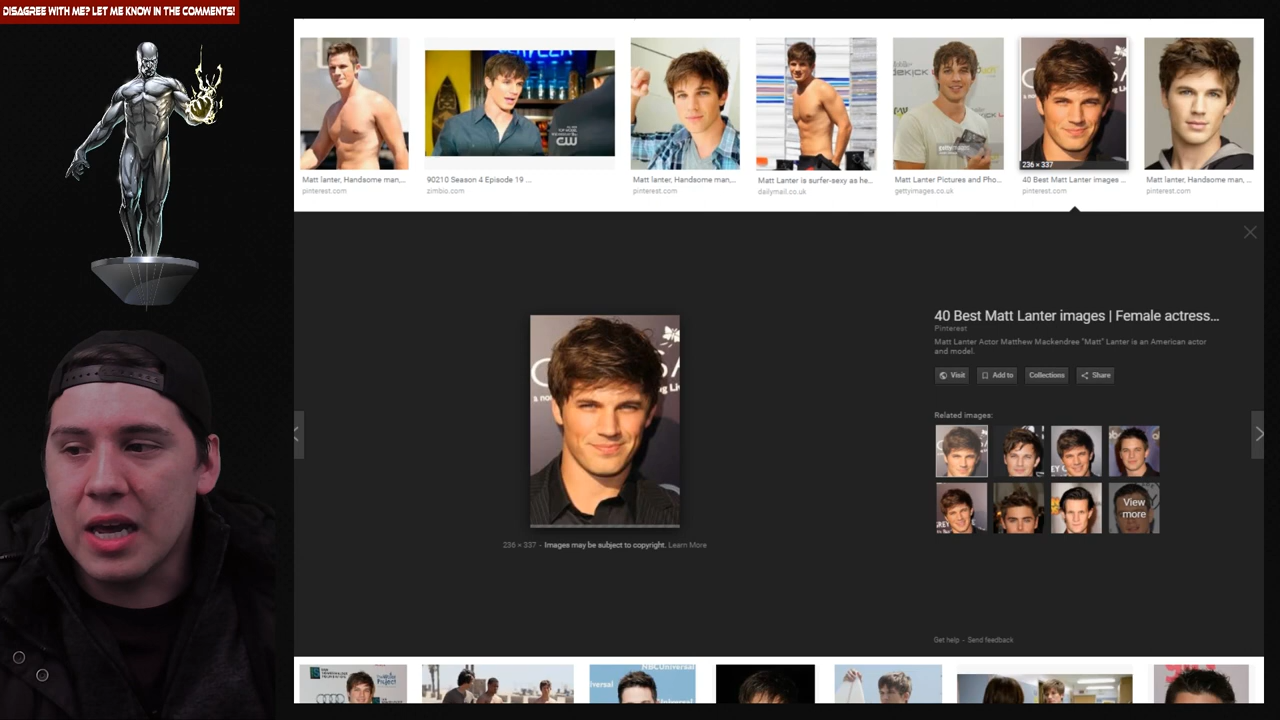 DISAGREE WITH ME? LET ME KNOW IN THE COMMENTS!
CW
gettyimages
236 × 337
Matt lanter, Handsome man,...
pinterest.com
90210 Season 4 Episode 19 ...
zimbio.com
Matt lanter, Handsome man,...
pinterest.com
Matt Lanter is surfer-sexy as he...
dailymail.co.uk
Matt Lanter Pictures and Pho...
gettyimages.co.uk
40 Best Matt Lanter images ...
pinterest.com
Matt lanter, Handsome man, ...
pinterest.com
40 Best Matt Lanter images | Female actress...
Pinterest
Matt Lanter Actor Matthew Mackendree "Matt" Lanter is an American actor
and model.
Visit
Add to
Collections
Share
Related images:
View
more
236 × 337 - Images may be subject to copyright. Learn More
Get help - Send feedback
NBCUniversal